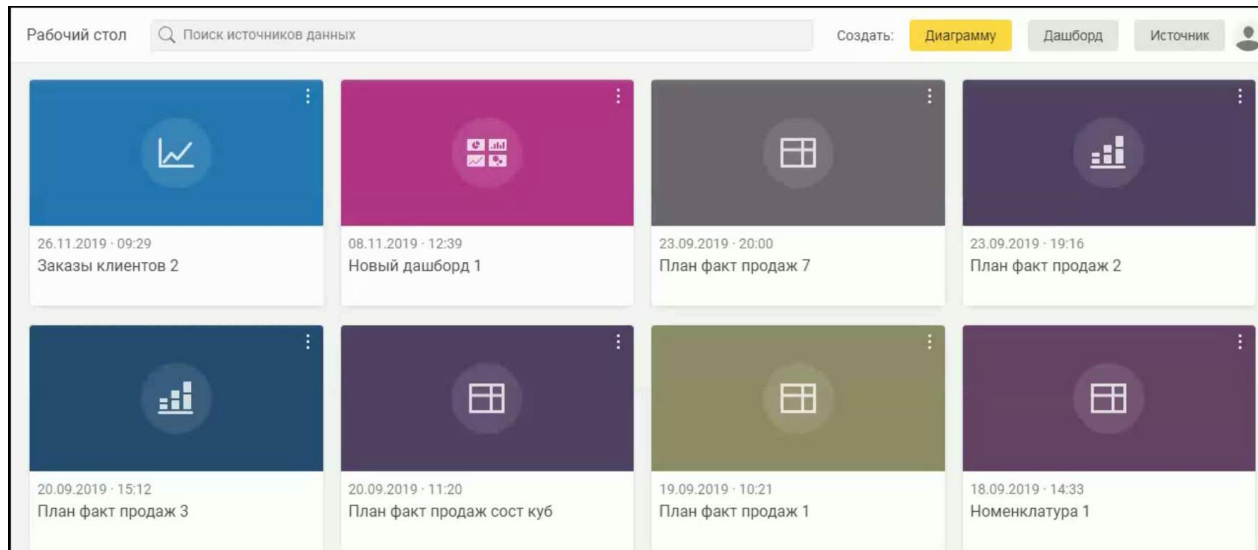 Рабочий стол
Поиск источников данных
Создать:
Диаграмму
Дашборд
Источник
26.11.2019 · 09:29
Заказы клиентов 2
08.11.2019 · 12:39
Новый дашборд 1
23.09.2019 · 20:00
План факт продаж 7
23.09.2019 · 19:16
План факт продаж 2
20.09.2019 · 15:12
План факт продаж 3
20.09.2019 · 11:20
План факт продаж сост куб
19.09.2019 · 10:21
План факт продаж 1
18.09.2019 · 14:33
Номенклатура 1